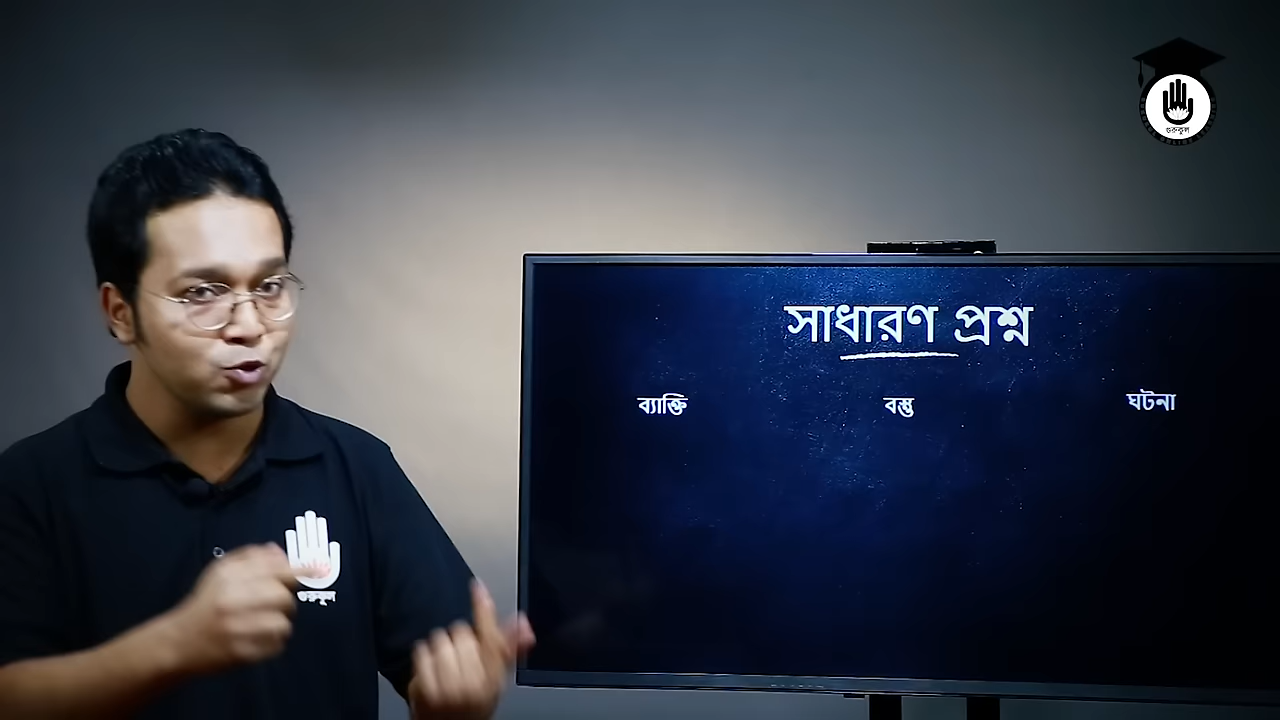 গুরুকুল
সাধারণ প্রশ্ন
ব্যাক্তি
বস্তু
ঘটনা
গুরুকুল